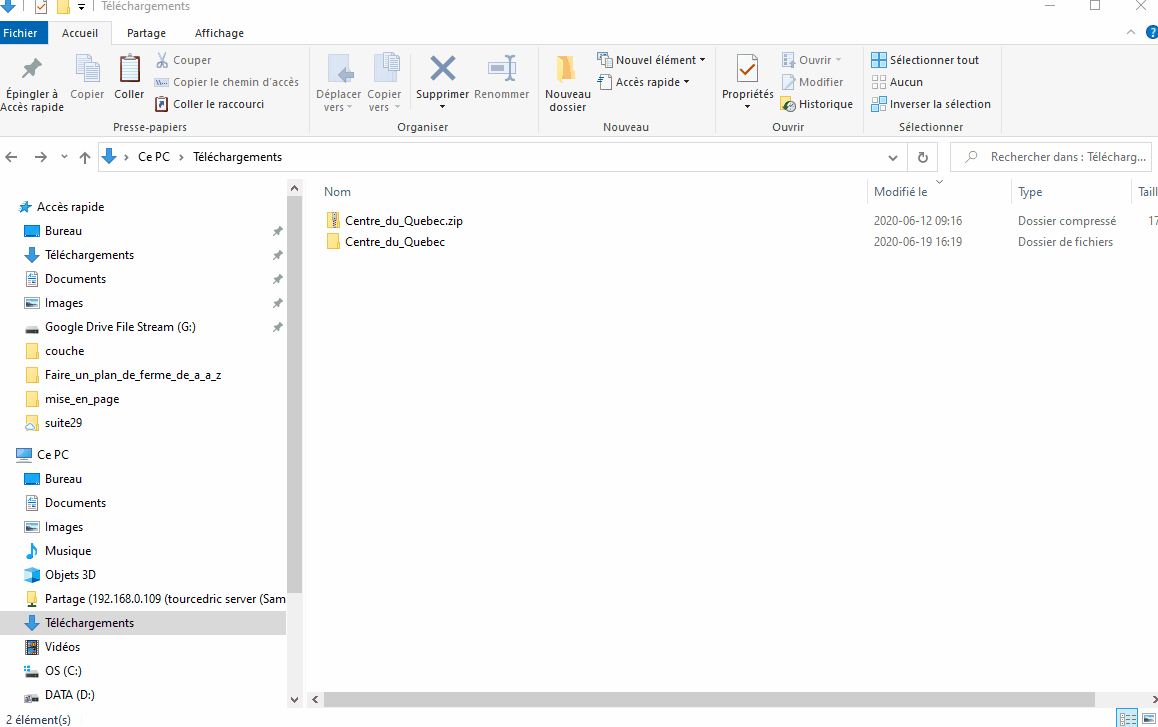 Téléchargements
Fichier Accueil Partage Affichage
Épingler à Accès rapide
Copier
Coller
Couper
Copier le chemin d'accès
Coller le raccourci
Presse-papiers
Déplacer vers
Copier vers
Supprimer
Renommer
Organiser
Nouveau dossier
Nouvel élément
Accès rapide
Nouveau
Propriétés
Ouvrir
Modifier
Historique
Ouvrir
Sélectionner tout
Aucun
Inverser la sélection
Sélectionner
Ce PC > Téléchargements
Rechercher dans : Télécharg...
Nom Modifié le Type Taill
Centre_du_Quebec.zip 2020-06-12 09:16 Dossier compressé 17
Centre_du_Quebec 2020-06-19 16:19 Dossier de fichiers
Accès rapide
Bureau
Téléchargements
Documents
Images
Google Drive File Stream (G:)
couche
Faire_un_plan_de_ferme_de_a_a_z
mise_en_page
suite29
Ce PC
Bureau
Documents
Images
Musique
Objets 3D
Partage (192.168.0.109 (tourcedric server (Sam
Téléchargements
Vidéos
OS (C:)
DATA (D:)
2 élément(s)